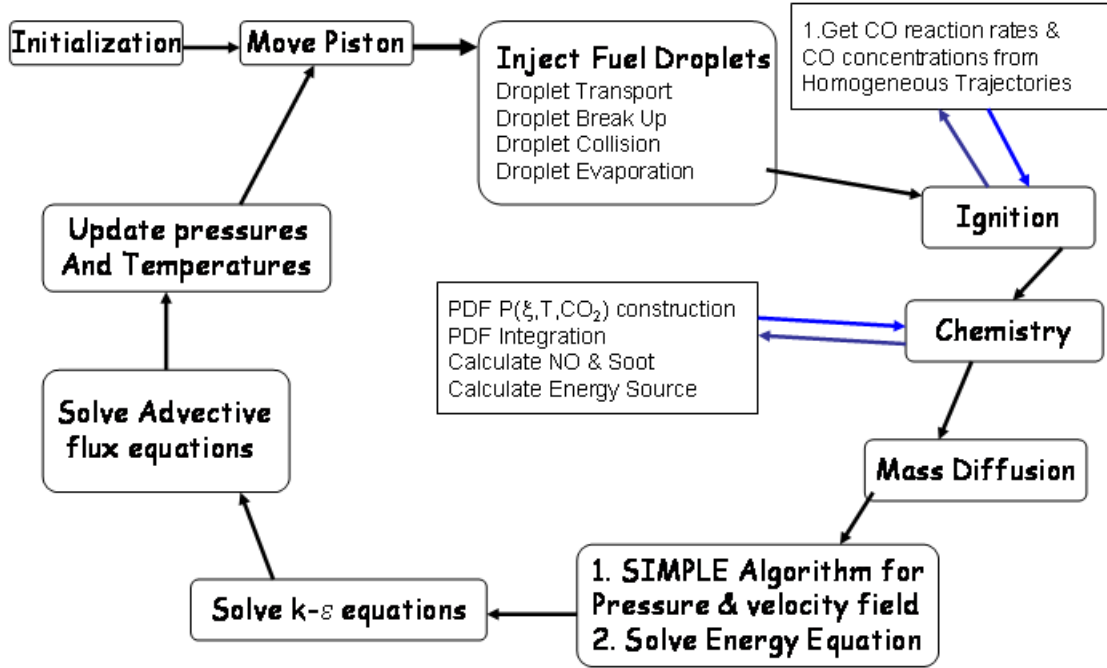 Initialization
Move Piston
Inject Fuel Droplets
Droplet Transport
Droplet Break Up
Droplet Collision
Droplet Evaporation
1.Get CO reaction rates &
CO concentrations from
Homogeneous Trajectories
Ignition
Chemistry
PDF P(ξ,T,CO₂) construction
PDF Integration
Calculate NO & Soot
Calculate Energy Source
Mass Diffusion
1. SIMPLE Algorithm for
Pressure & velocity field
2. Solve Energy Equation
Solve k-ε equations
Solve Advective
flux equations
Update pressures
And Temperatures